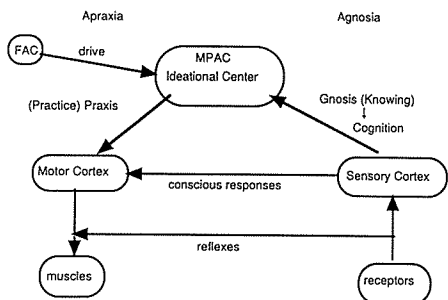 Apraxia
Agnosia
FAC
drive
MPAC
Ideational Center
Gnosis (Knowing)
Cognition
(Practice) Praxis
Motor Cortex
conscious responses
Sensory Cortex
reflexes
muscles
receptors